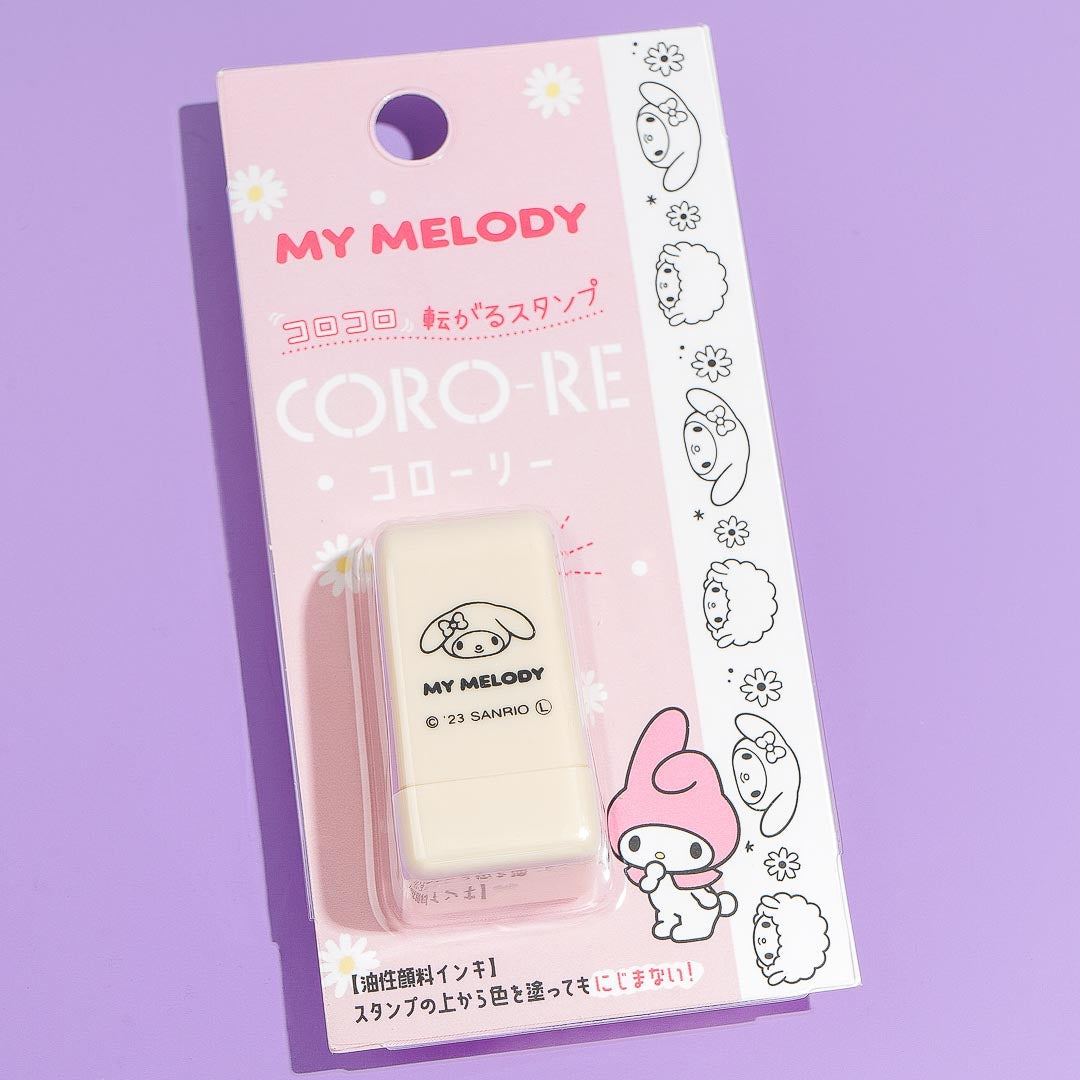 MY MELODY
コロコロ 転がるスタンプ
CORO-RE
コローリー
MY MELODY
© '23 SANRIO Ⓛ
【油性顔料インキ】
スタンプの上から色を塗ってもにじまない!